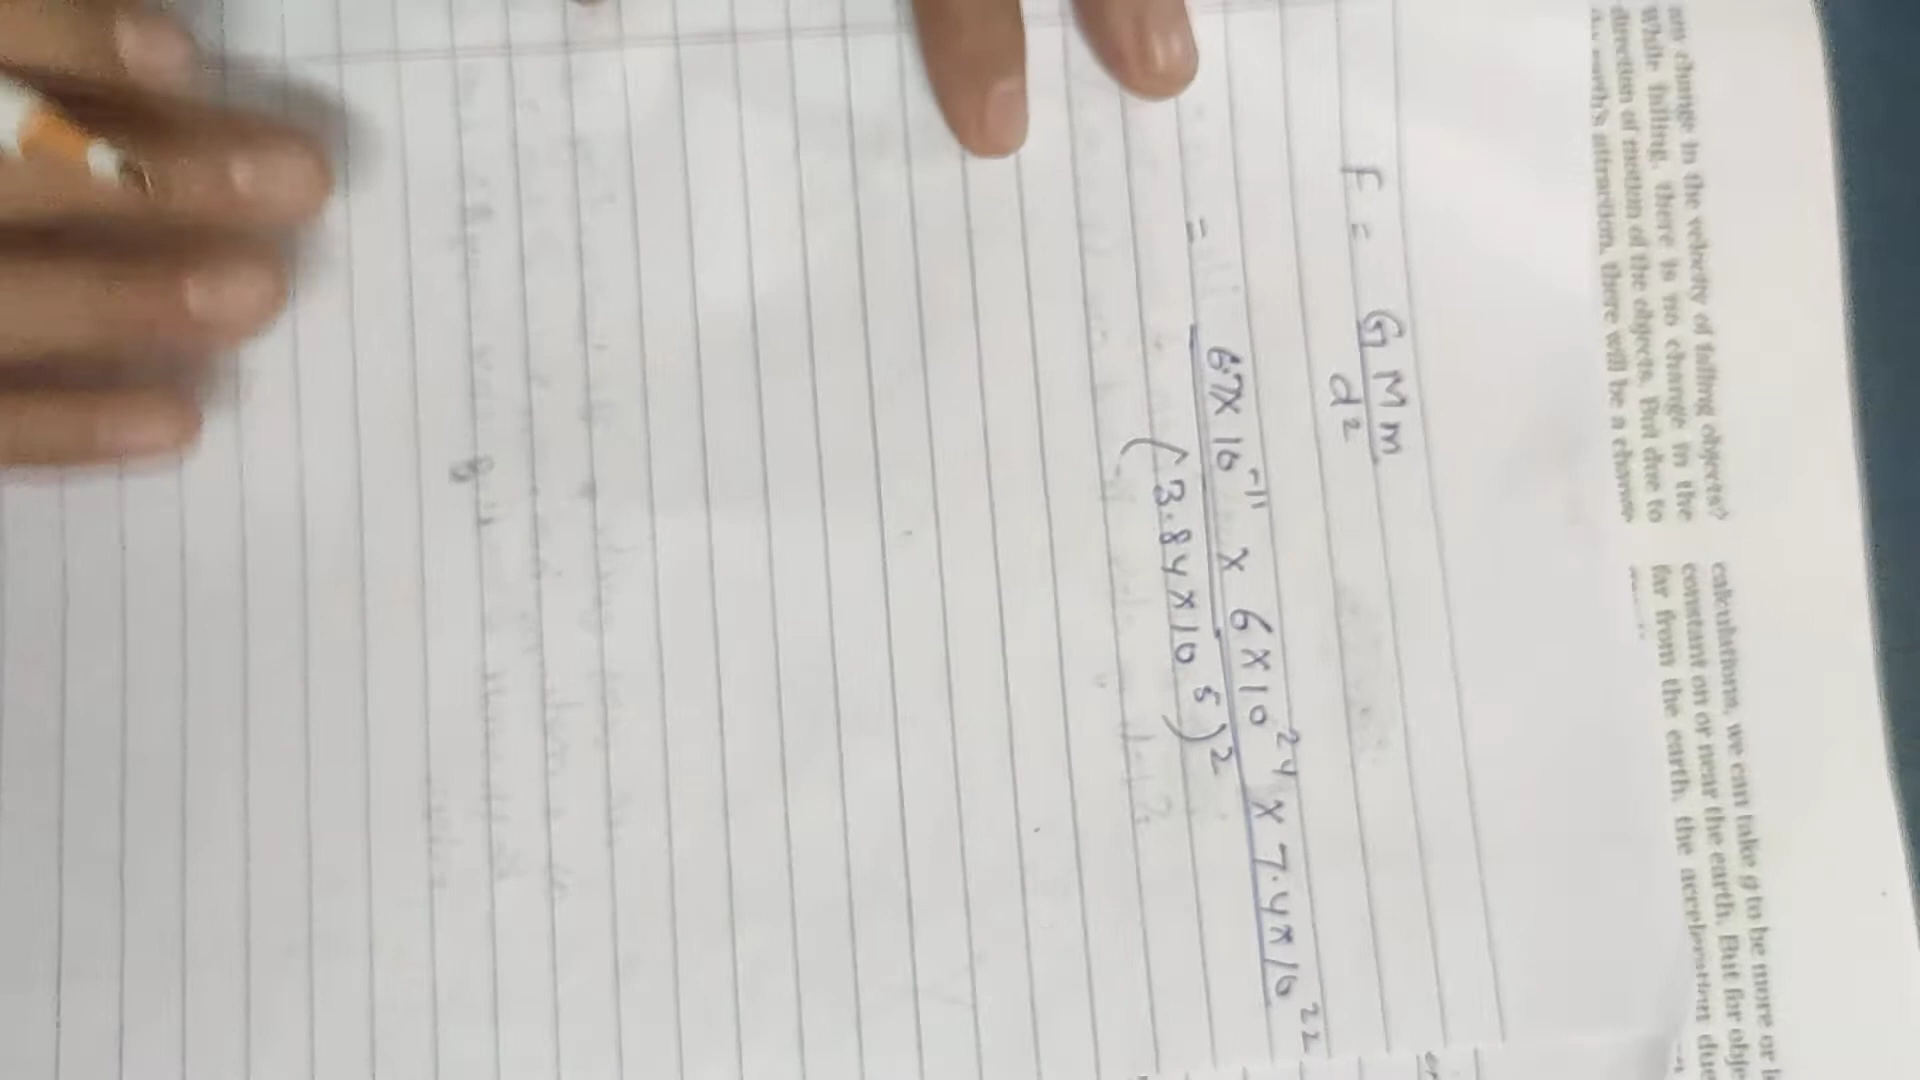 any change in the velocity of falling objects?
While falling, there is no change in the
direction of motion of the objects. But due to
attraction, there will be a change
calculations, we can take g to be more or
constant on or near the earth. But for
far from the earth, the acceleration due
F = G M m
d²
= 6.7 x 10⁻¹¹ x 6 x 10²⁴ x 7.4 x 10²²
(3.84 x 10⁵)²